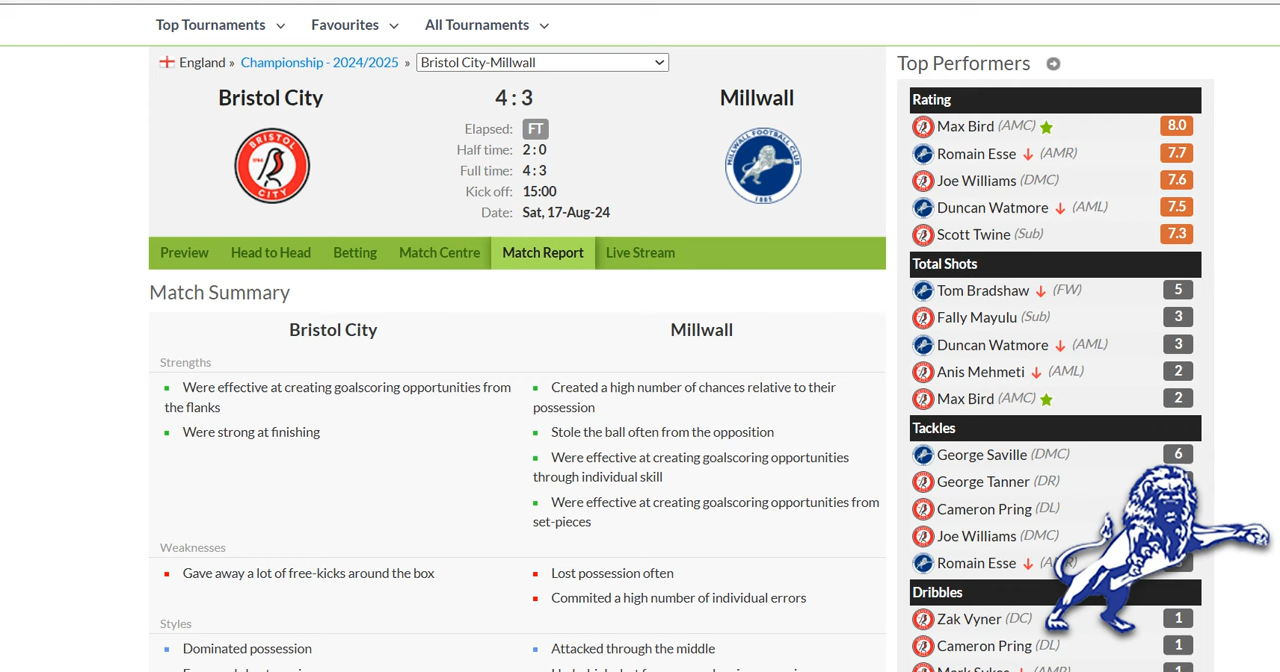 Top Tournaments Favourites All Tournaments
England » Championship - 2024/2025 » Bristol City-Millwall
Bristol City 4 : 3 Millwall
BRISTOL CITY
MILLWALL FOOTBALL CLUB 1885
Elapsed: FT
Half time: 2 : 0
Full time: 4 : 3
Kick off: 15:00
Date: Sat, 17-Aug-24
Preview Head to Head Betting Match Centre Match Report Live Stream
Match Summary
Bristol City Millwall
Strengths
Were effective at creating goalscoring opportunities from
the flanks
Were strong at finishing
Created a high number of chances relative to their
possession
Stole the ball often from the opposition
Were effective at creating goalscoring opportunities
through individual skill
Were effective at creating goalscoring opportunities from
set-pieces
Weaknesses
Gave away a lot of free-kicks around the box
Lost possession often
Commited a high number of individual errors
Styles
Dominated possession
Attacked through the middle
Top Performers
Rating
Max Bird (AMC) 8.0
Romain Esse (AMR) 7.7
Joe Williams (DMC) 7.6
Duncan Watmore (AML) 7.5
Scott Twine (Sub) 7.3
Total Shots
Tom Bradshaw (FW) 5
Fally Mayulu (Sub) 3
Duncan Watmore (AML) 3
Anis Mehmeti (AML) 2
Max Bird (AMC) 2
Tackles
George Saville (DMC) 6
George Tanner (DR)
Cameron Pring (DL)
Joe Williams (DMC)
Romain Esse
Dribbles
Zak Vyner (DC) 1
Cameron Pring (DL) 1